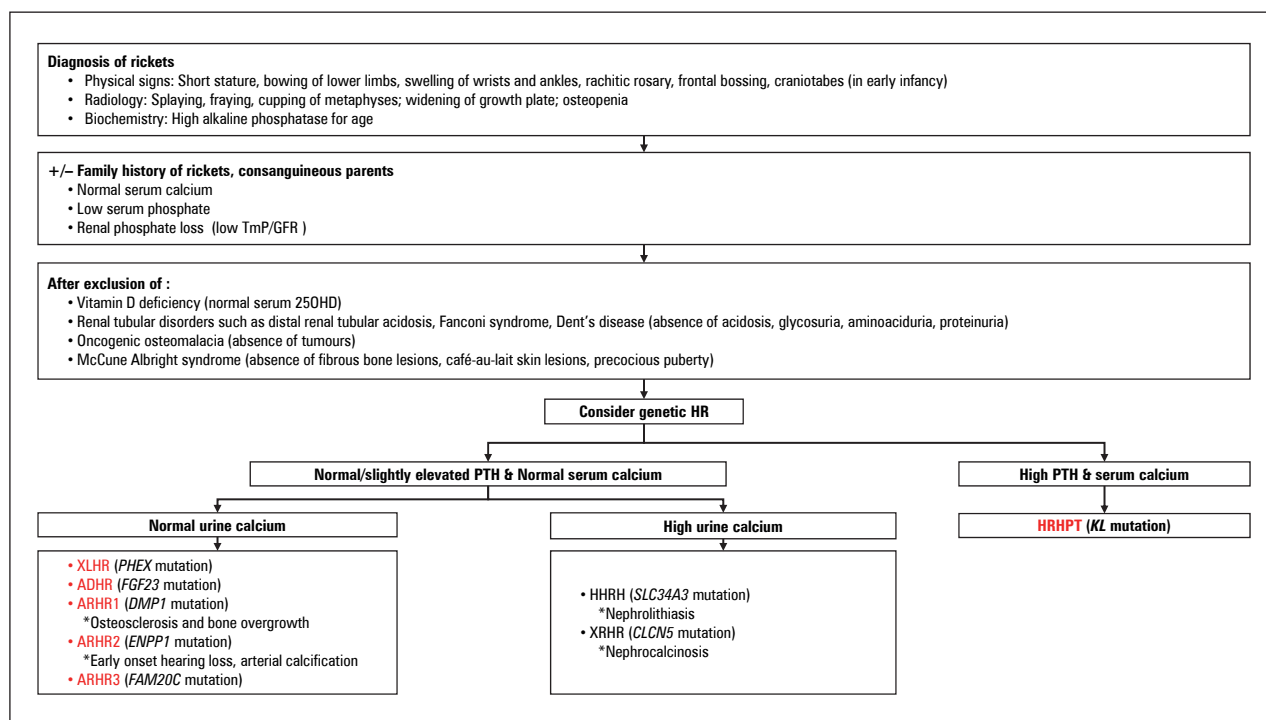 Diagnosis of rickets
• Physical signs: Short stature, bowing of lower limbs, swelling of wrists and ankles, rachitic rosary, frontal bossing, craniotabes (in early infancy)
• Radiology: Splaying, fraying, cupping of metaphyses; widening of growth plate; osteopenia
• Biochemistry: High alkaline phosphatase for age
+/– Family history of rickets, consanguineous parents
• Normal serum calcium
• Low serum phosphate
• Renal phosphate loss (low TmP/GFR )
After exclusion of :
• Vitamin D deficiency (normal serum 25OHD)
• Renal tubular disorders such as distal renal tubular acidosis, Fanconi syndrome, Dent's disease (absence of acidosis, glycosuria, aminoaciduria, proteinuria)
• Oncogenic osteomalacia (absence of tumours)
• McCune Albright syndrome (absence of fibrous bone lesions, café-au-lait skin lesions, precocious puberty)
Consider genetic HR
Normal/slightly elevated PTH & Normal serum calcium
High PTH & serum calcium
Normal urine calcium
High urine calcium
HRHPT (KL mutation)
• XLHR (PHEX mutation)
• ADHR (FGF23 mutation)
• ARHR1 (DMP1 mutation)
*Osteosclerosis and bone overgrowth
• ARHR2 (ENPP1 mutation)
*Early onset hearing loss, arterial calcification
• ARHR3 (FAM20C mutation)
• HHRH (SLC34A3 mutation)
*Nephrolithiasis
• XRHR (CLCN5 mutation)
*Nephrocalcinosis